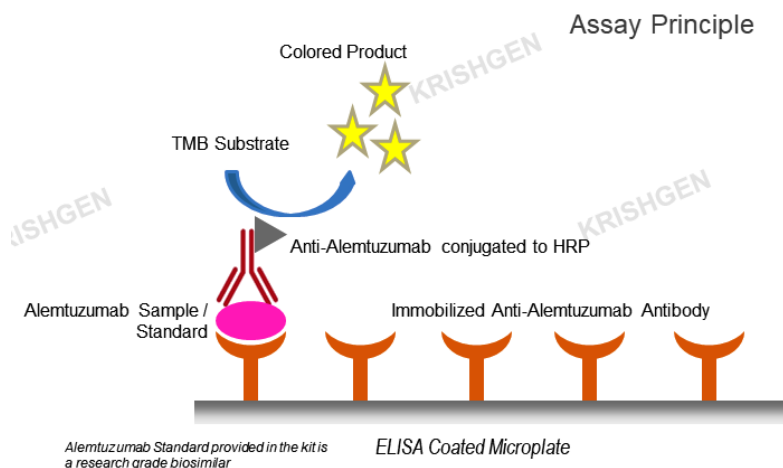 Assay Principle
KRISHGEN
Colored Product
TMB Substrate
KRISHGEN
RISHGEN
Anti-Alemtuzumab conjugated to HRP
Alemtuzumab Sample /
Standard
Immobilized Anti-Alemtuzumab Antibody
Alemtuzumab Standard provided in the kit is
a research grade biosimilar
ELISA Coated Microplate